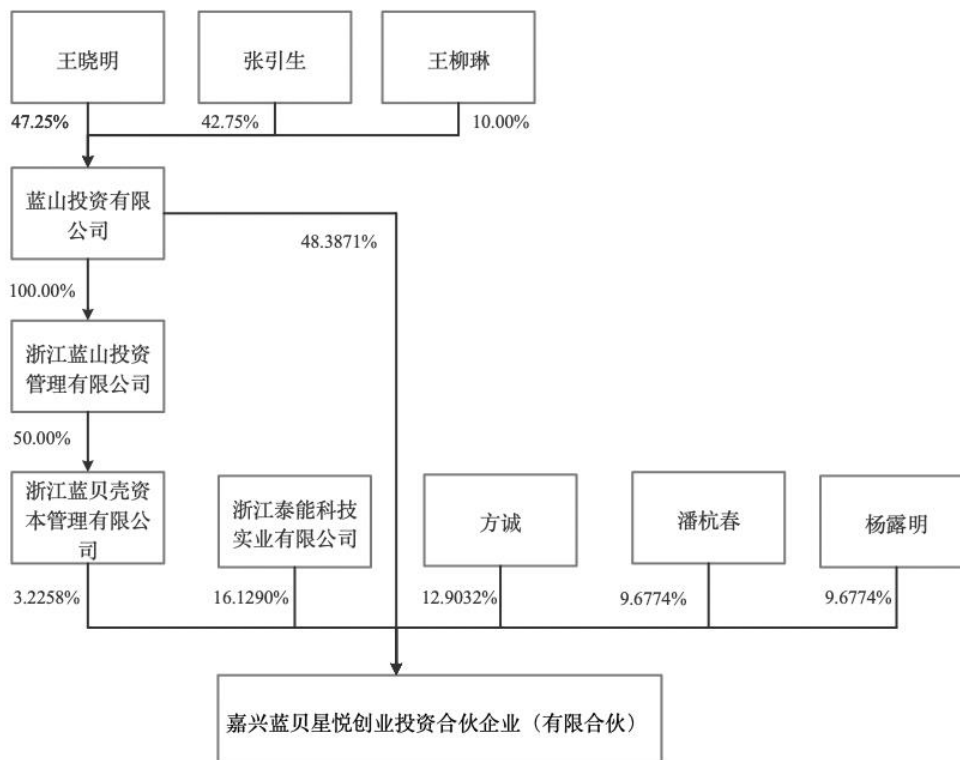 王晓明
张引生
王柳琳
47.25%
42.75%
10.00%
蓝山投资有限
公司
48.3871%
100.00%
浙江蓝山投资
管理有限公司
50.00%
浙江蓝贝壳资
本管理有限公
司
浙江泰能科技
实业有限公司
方诚
潘杭春
杨露明
3.2258%
16.1290%
12.9032%
9.6774%
9.6774%
嘉兴蓝贝星悦创业投资合伙企业（有限合伙）